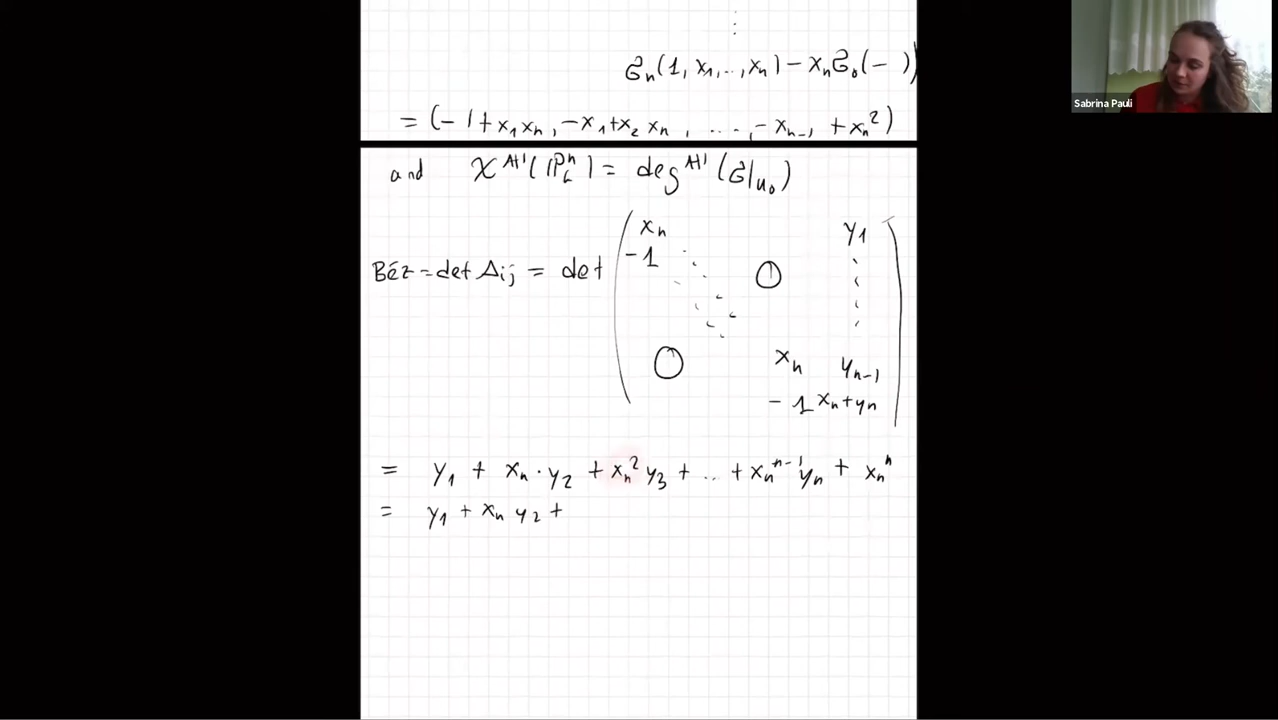 ⋮
σ_n(1, x_1, .., x_n) − x_n σ_0(− ))
= (−1 + x_1 x_n, −x_1 + x_2 x_n, ...., −x_{n−1} + x_n^2)
Sabrina Pauli
and χ^{A^1}(P^n_k) = deg^{A^1}(σ|_{U_0})
Béz = det Δ_{ij} = det ( x_n y_1
−1 ⋱ 0 ⋮
0 x_n y_{n−1}
−1 x_n + y_n )
= y_1 + x_n · y_2 + x_n^2 y_3 + .. + x_n^{n−1} y_n + x_n^n
= y_1 + x_n y_2 +